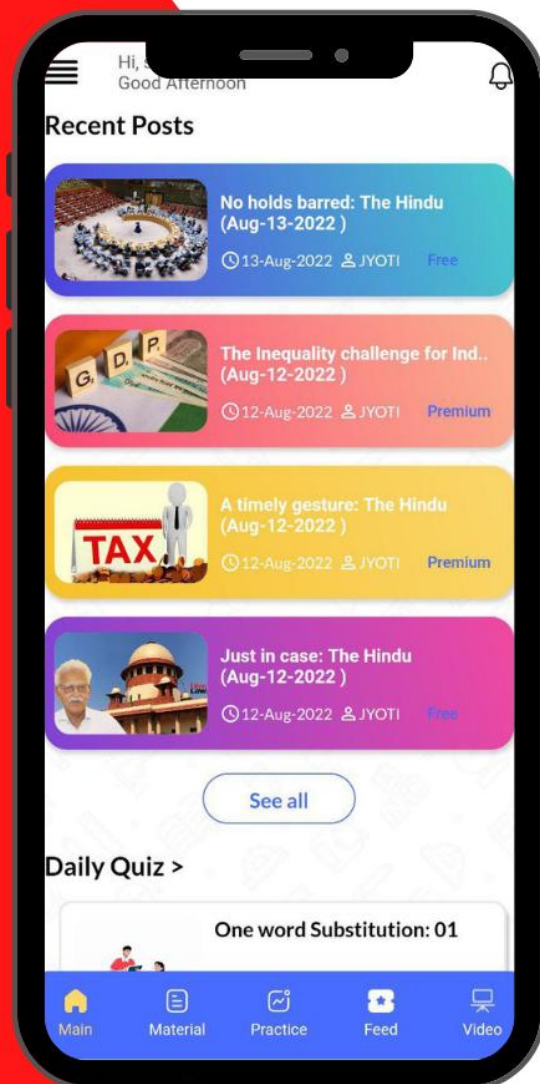 Hi,
Good Afternoon
Recent Posts
No holds barred: The Hindu
(Aug-13-2022 )
13-Aug-2022 JYOTI Free
G D P
The Inequality challenge for Ind..
(Aug-12-2022 )
12-Aug-2022 JYOTI Premium
TAX
A timely gesture: The Hindu
(Aug-12-2022 )
12-Aug-2022 JYOTI Premium
Just in case: The Hindu
(Aug-12-2022 )
12-Aug-2022 JYOTI Free
See all
Daily Quiz >
One word Substitution: 01
Main Material Practice Feed Video